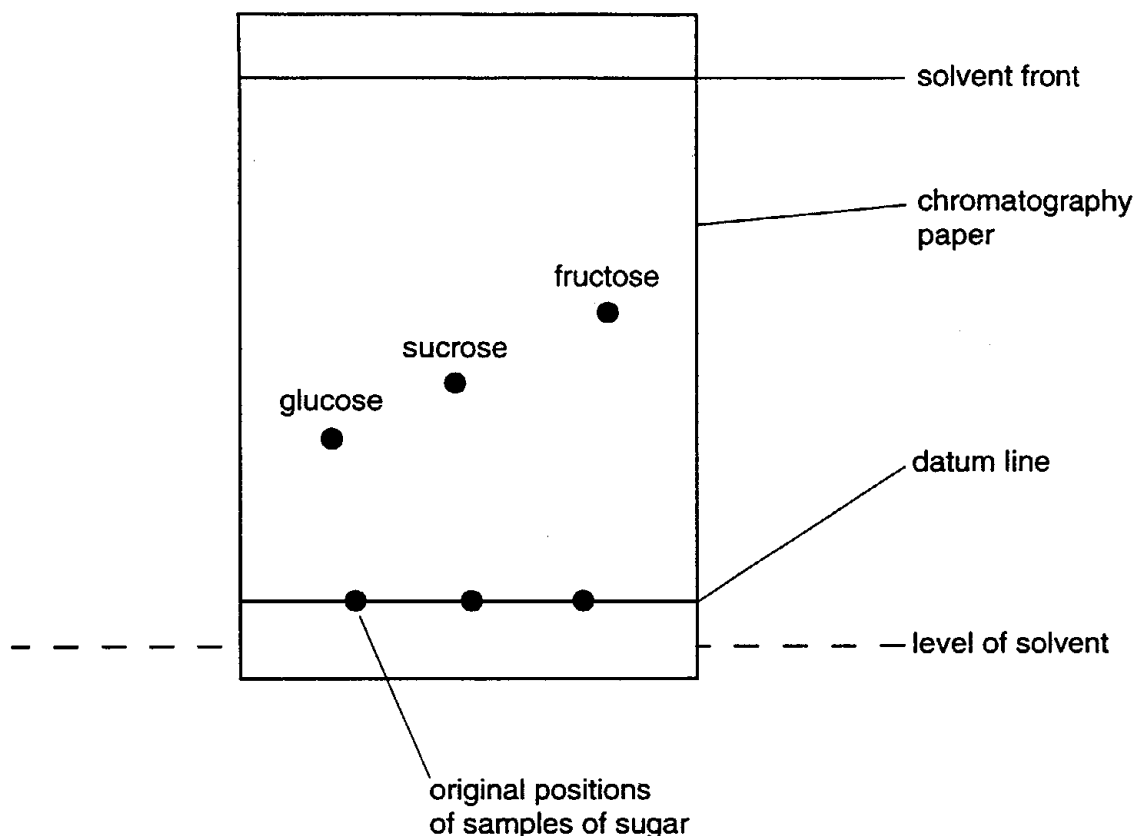 solvent front
chromatography
paper
fructose
sucrose
glucose
datum line
level of solvent
original positions
of samples of sugar